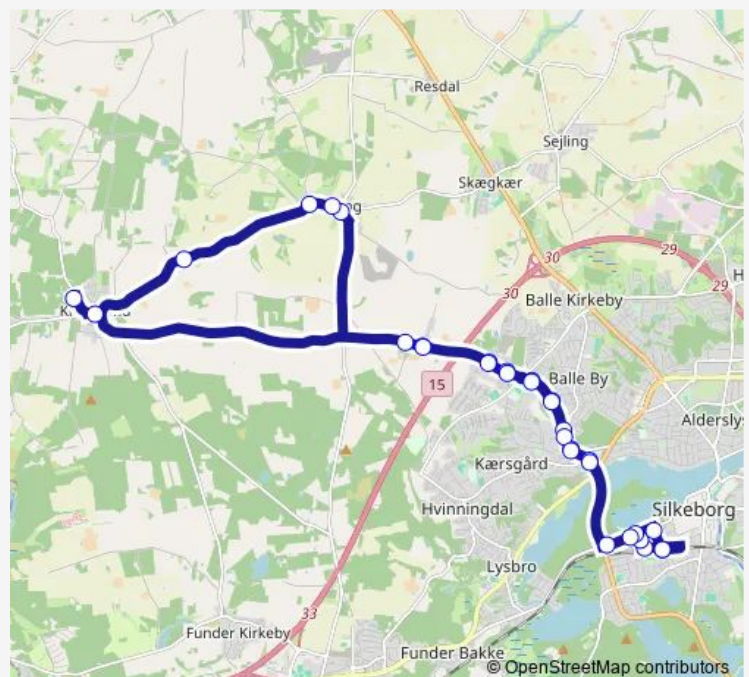 Resdal
Sejling
Skægkær
29
30
29
30
Balle Kirkeby
15
Balle By
Kærsgård
Hvinningdal
Silkeborg
Lysbro
33
Funder Kirkeby
Funder Bakke
© OpenStreetMap contributors